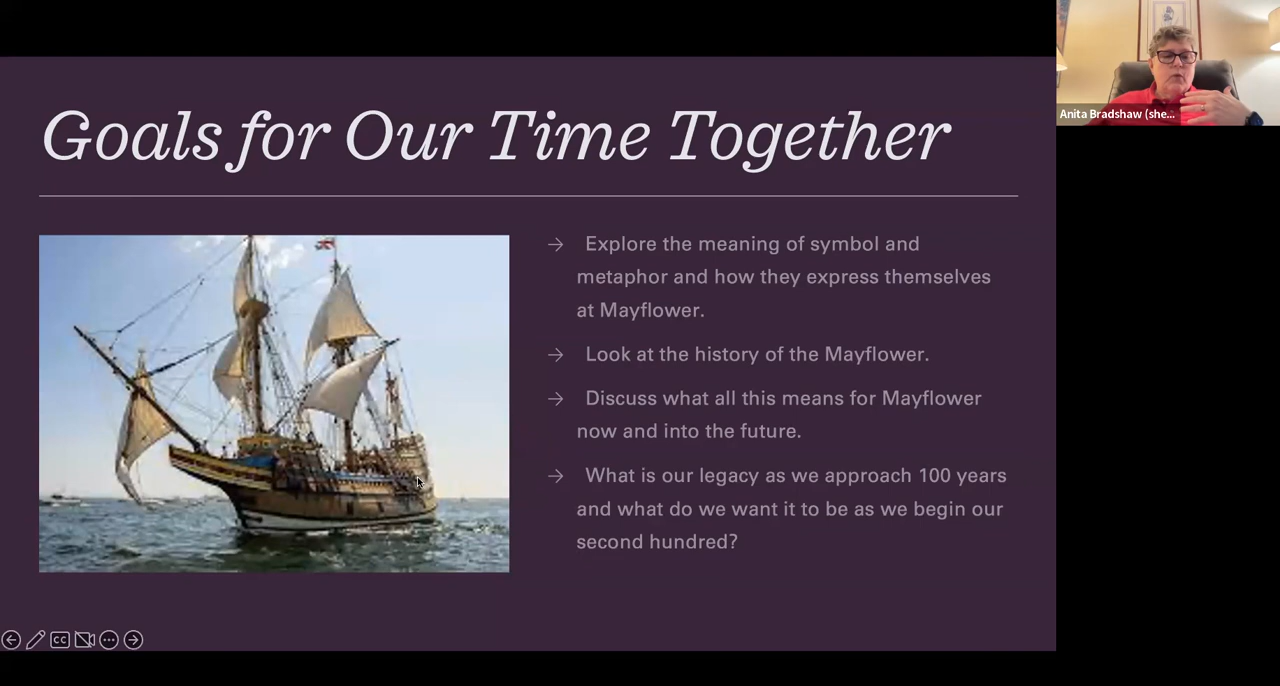 Goals for Our Time Together
→ Explore the meaning of symbol and
metaphor and how they express themselves
at Mayflower.
→ Look at the history of the Mayflower.
→ Discuss what all this means for Mayflower
now and into the future.
→ What is our legacy as we approach 100 years
and what do we want it to be as we begin our
second hundred?
Anita Bradshaw (she...
CC